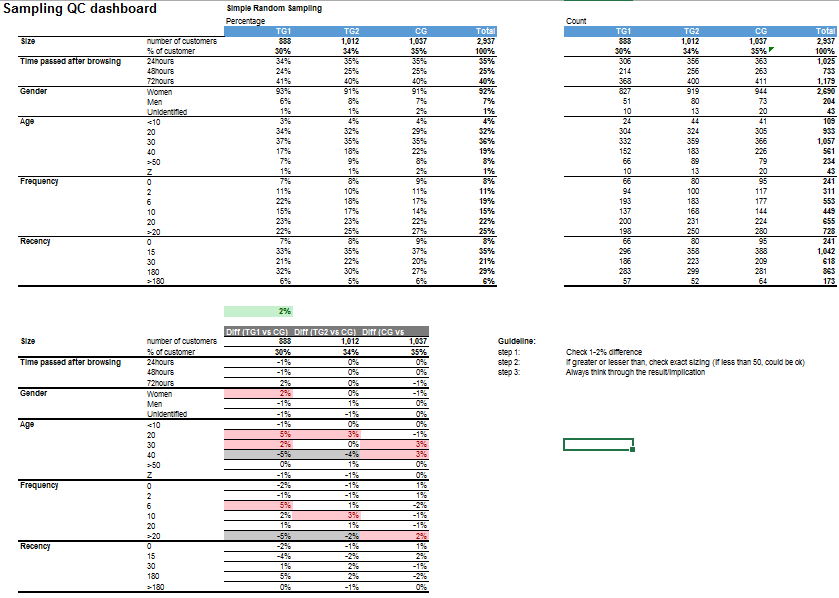 Sampling QC dashboard
Simple Random Sampling
Percentage Count
TG1 TG2 CG Total TG1 TG2 CG Total
Size number of customers 888 1,012 1,037 2,937 888 1,012 1,037 2,937
% of customer 30% 34% 35% 100% 30% 34% 35% 100%
Time passed after browsing 24hours 34% 35% 35% 35% 306 356 363 1,025
48hours 24% 25% 25% 25% 214 256 263 733
72hours 41% 40% 40% 40% 368 400 411 1,179
Gender Women 93% 91% 91% 92% 827 919 944 2,690
Men 6% 8% 7% 7% 51 80 73 204
Unidentified 1% 1% 2% 1% 10 13 20 43
Age <10 3% 4% 4% 4% 24 44 41 109
20 34% 32% 29% 32% 304 324 305 933
30 37% 35% 35% 36% 332 359 366 1,057
40 17% 18% 22% 19% 152 183 226 561
>50 7% 9% 8% 8% 66 89 79 234
Z 1% 1% 2% 1% 10 13 20 43
Frequency 0 7% 8% 9% 8% 66 80 95 241
2 11% 10% 11% 11% 94 100 117 311
6 22% 18% 17% 19% 193 183 177 553
10 15% 17% 14% 15% 137 168 144 449
20 23% 23% 22% 22% 200 231 224 655
>20 22% 25% 27% 25% 198 250 280 728
Recency 0 7% 8% 9% 8% 66 80 95 241
15 33% 35% 37% 35% 296 358 388 1,042
30 21% 22% 20% 21% 186 223 209 618
180 32% 30% 27% 29% 283 299 281 863
>180 6% 5% 6% 6% 57 52 64 173
2%
Diff (TG1 vs CG) Diff (TG2 vs CG) Diff (CG vs
Size number of customers 888 1,012 1,037 Guideline:
% of customer 30% 34% 35% step 1: Check 1-2% difference
Time passed after browsing 24hours -1% 0% 0% step 2: If greater or lesser than, check exact sizing (if less than 50, could be ok)
48hours -1% 0% 0% step 3: Always think through the result/implication
72hours 2% 0% -1%
Gender Women 2% 0% -1%
Men -1% 1% 0%
Unidentified -1% -1% 0%
Age <10 -1% 0% 0%
20 5% 3% -1%
30 2% 0% 3%
40 -5% -4% 3%
>50 0% 1% 0%
Z -1% -1% 0%
Frequency 0 -2% -1% 1%
2 -1% -1% 1%
6 5% 1% -2%
10 2% 3% -1%
20 1% 1% -1%
>20 -5% -2% 2%
Recency 0 -2% -1% 1%
15 -4% -2% 2%
30 1% 2% -1%
180 5% 2% -2%
>180 0% -1% 0%